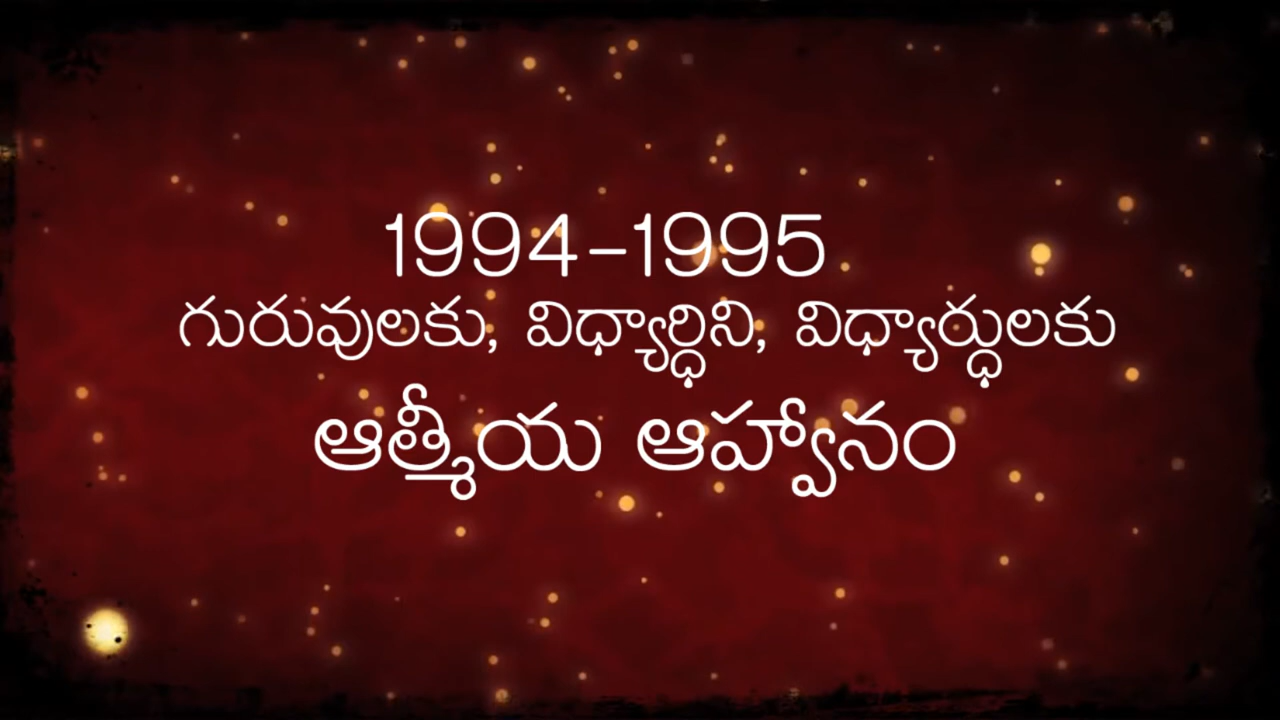 1994-1995
గురువులకు, విధ్యార్ధిని, విధ్యార్ధులకు
ఆత్మీయ ఆహ్వానం